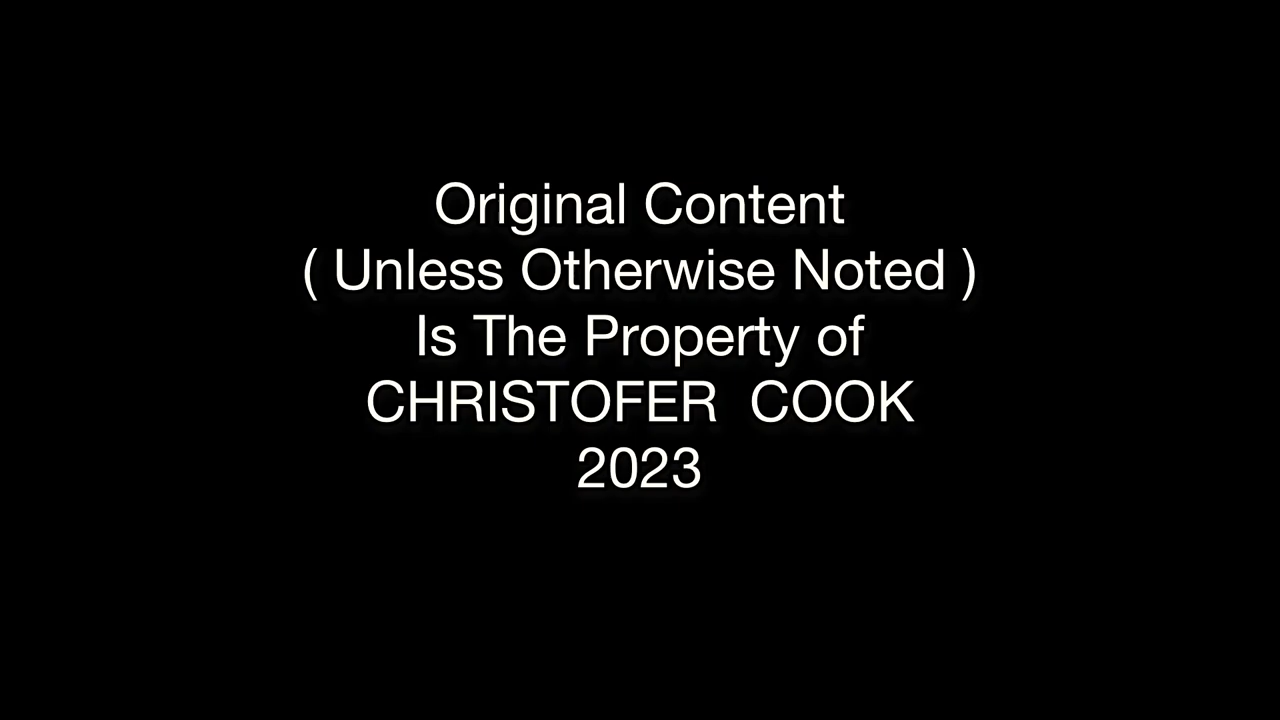 Original Content
( Unless Otherwise Noted )
Is The Property of
CHRISTOFER  COOK
2023